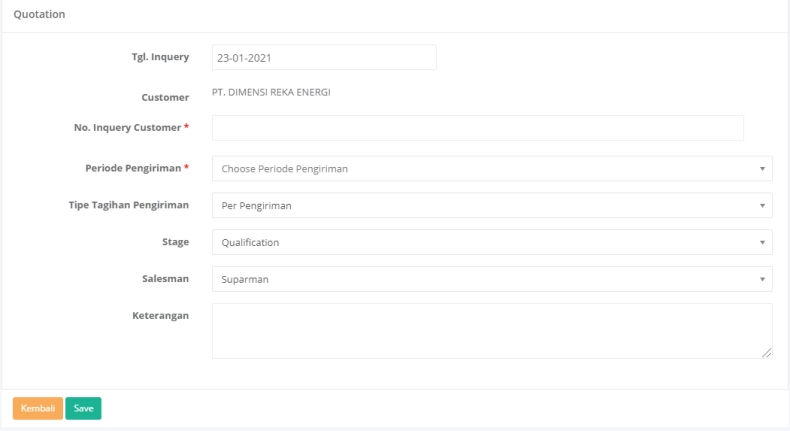 Quotation
Tgl. Inquery 23-01-2021
Customer PT. DIMENSI REKA ENERGI
No. Inquery Customer *
Periode Pengiriman * Choose Periode Pengiriman
Tipe Tagihan Pengiriman Per Pengiriman
Stage Qualification
Salesman Suparman
Keterangan
Kembali Save